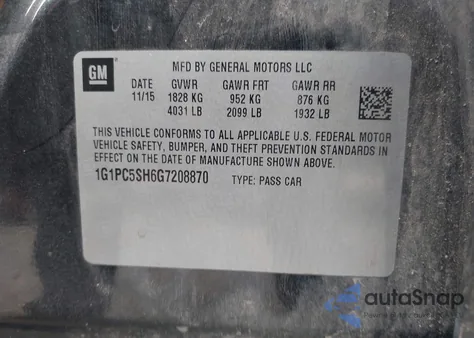 GM
MFD BY GENERAL MOTORS LLC
DATE GVWR GAWR FRT GAWR RR
11/15 1828 KG 952 KG 876 KG
4031 LB 2099 LB 1932 LB
THIS VEHICLE CONFORMS TO ALL APPLICABLE U.S. FEDERAL MOTOR
VEHICLE SAFETY, BUMPER, AND THEFT PREVENTION STANDARDS IN
EFFECT ON THE DATE OF MANUFACTURE SHOWN ABOVE.
1G1PC5SH6G7208870 TYPE: PASS CAR
autoSnap